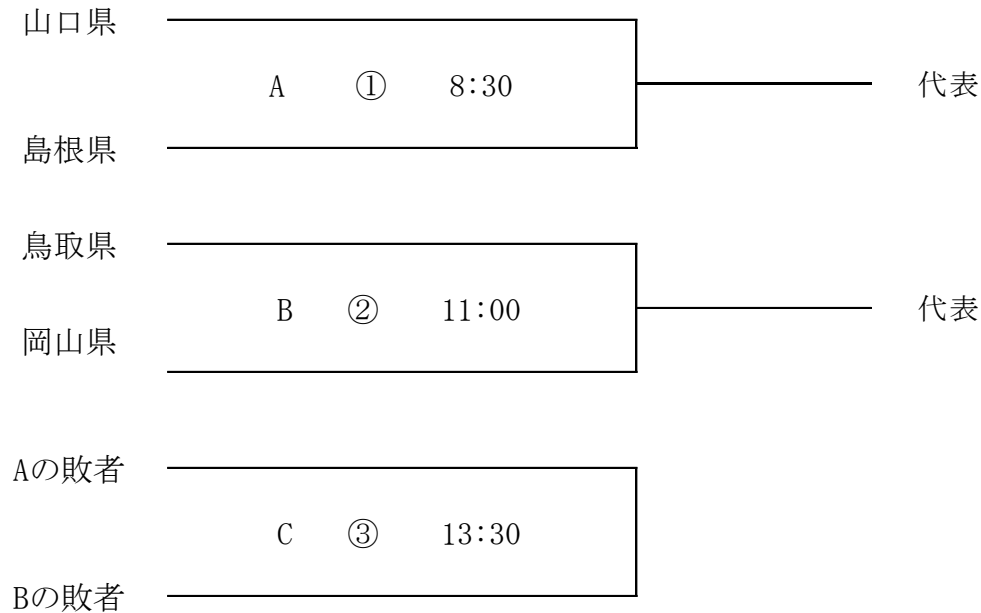 山口県
A ① 8:30 代表
島根県
鳥取県
B ② 11:00 代表
岡山県
Aの敗者
C ③ 13:30
Bの敗者